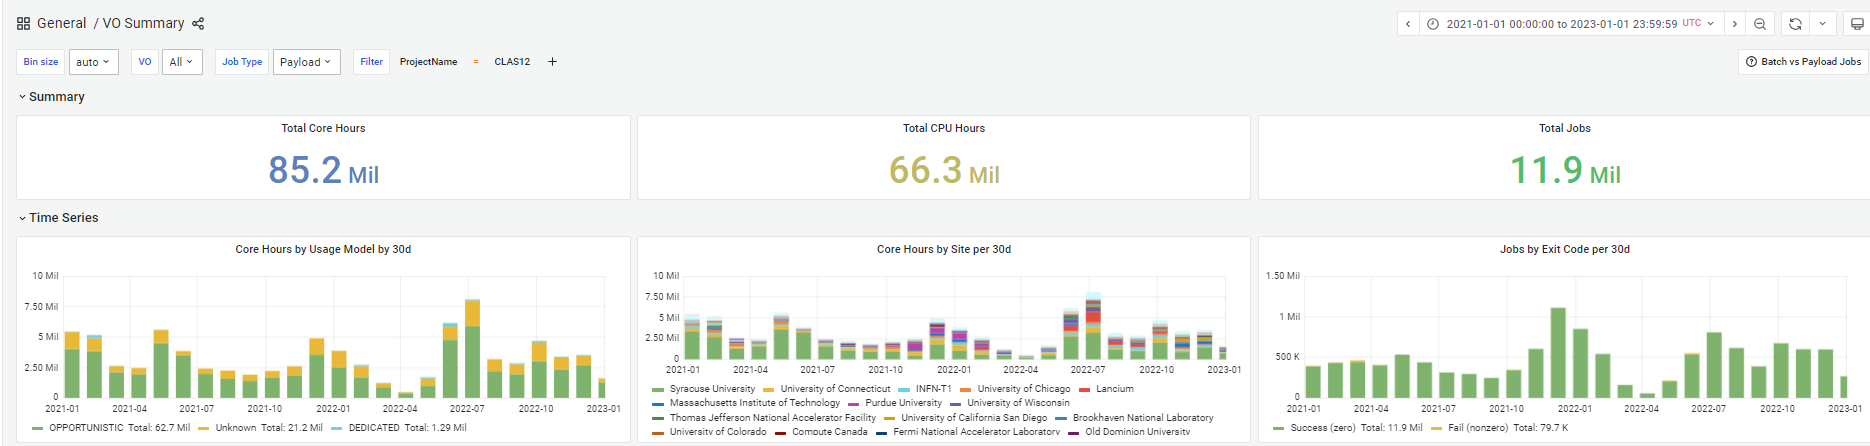 General / VO Summary
2021-01-01 00:00:00 to 2023-01-01 23:59:59 UTC
Bin size auto VO All Job Type Payload Filter ProjectName = CLAS12 +
Batch vs Payload Jobs
Summary
Total Core Hours
85.2 Mil
Total CPU Hours
66.3 Mil
Total Jobs
11.9 Mil
Time Series
Core Hours by Usage Model by 30d
10 Mil
7.50 Mil
5 Mil
2.50 Mil
0
2021-01 2021-04 2021-07 2021-10 2022-01 2022-04 2022-07 2022-10 2023-01
OPPORTUNISTIC Total: 62.7 Mil Unknown Total: 21.2 Mil DEDICATED Total: 1.29 Mil
Core Hours by Site per 30d
10 Mil
7.50 Mil
5 Mil
2.50 Mil
0
2021-01 2021-04 2021-07 2021-10 2022-01 2022-04 2022-07 2022-10 2023-01
Syracuse University University of Connecticut INFN-T1 University of Chicago Lancium
Massachusetts Institute of Technology Purdue University University of Wisconsin
Thomas Jefferson National Accelerator Facility University of California San Diego Brookhaven National Laboratory
University of Colorado Compute Canada Fermi National Accelerator Laboratory Old Dominion University
Jobs by Exit Code per 30d
1.50 Mil
1 Mil
500 K
0
2021-01 2021-04 2021-07 2021-10 2022-01 2022-04 2022-07 2022-10 2023-01
Success (zero) Total: 11.9 Mil Fail (nonzero) Total: 79.7 K